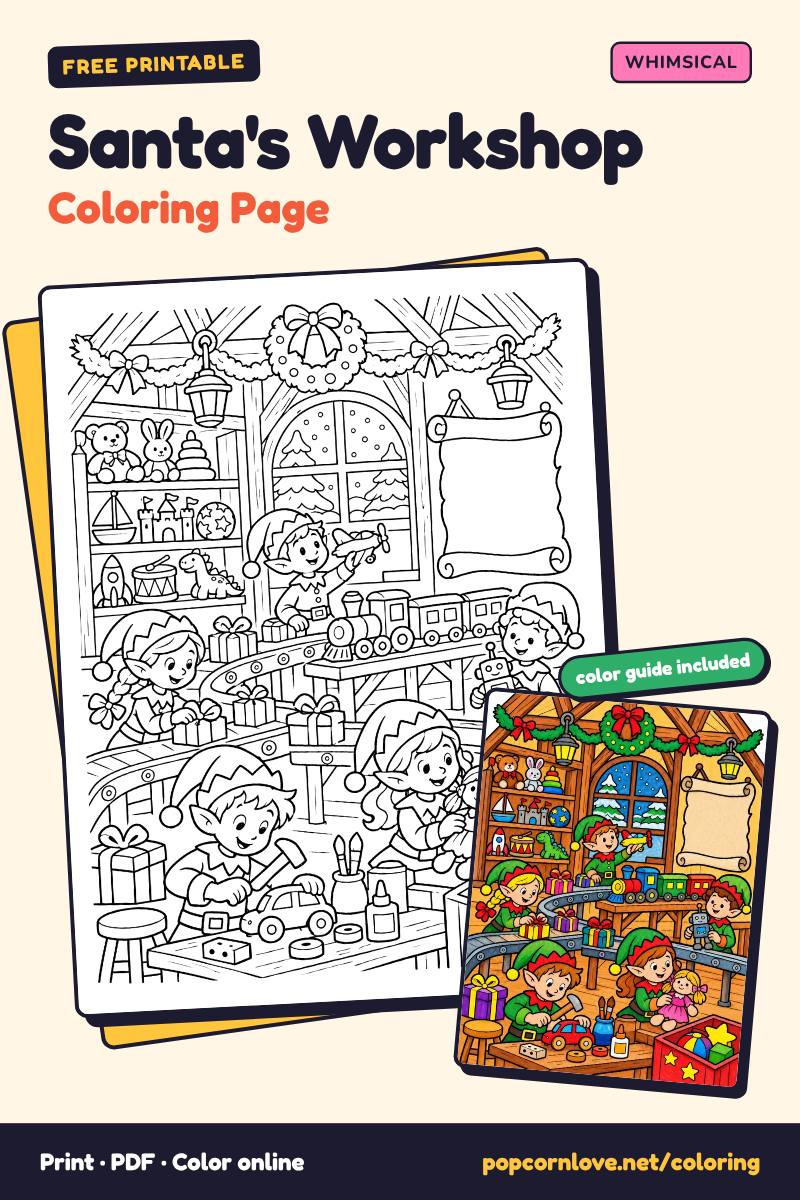 FREE PRINTABLE
WHIMSICAL
Santa's Workshop
Coloring Page
color guide included
Print · PDF · Color online
popcornlove.net/coloring